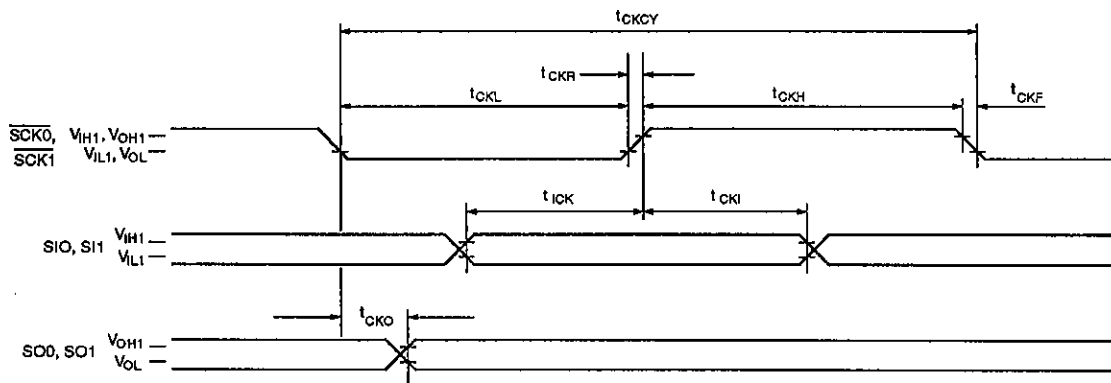 tCKCY
tCKR
tCKL
tCKH
tCKF
SCK0, VIH1, VOH1
SCK1 VIL1, VOL
tICK
tCKI
SIO, SI1 VIH1
VIL1
tCKO
SO0, SO1 VOH1
VOL